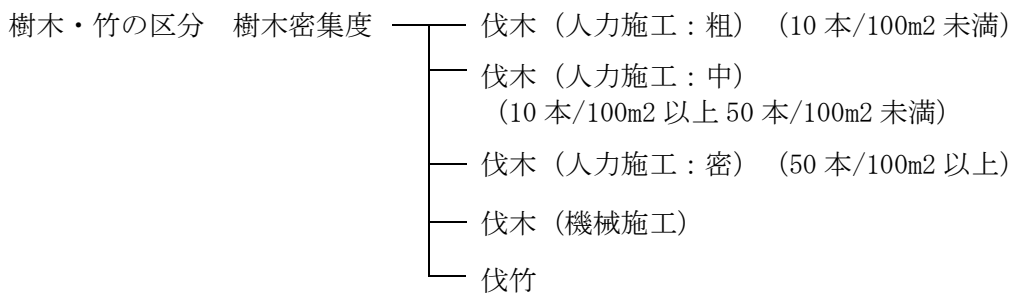 樹木・竹の区分　樹木密集度　伐木（人力施工：粗）（10 本/100m2 未満）
伐木（人力施工：中）
（10 本/100m2 以上 50 本/100m2 未満）
伐木（人力施工：密）（50 本/100m2 以上）
伐木（機械施工）
伐竹